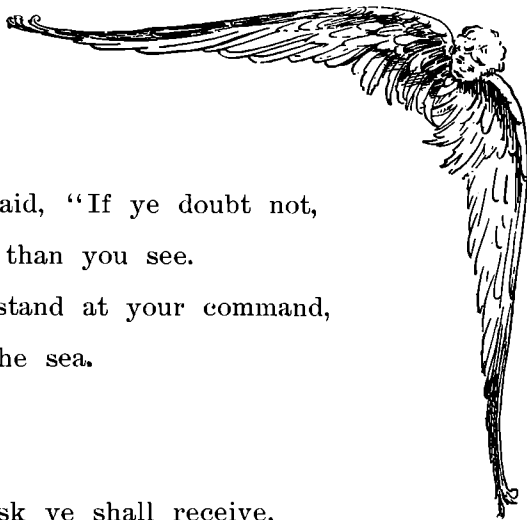 aid, “If ye doubt not,
than you see.
stand at your command,
he sea.
sk ye shall receive,